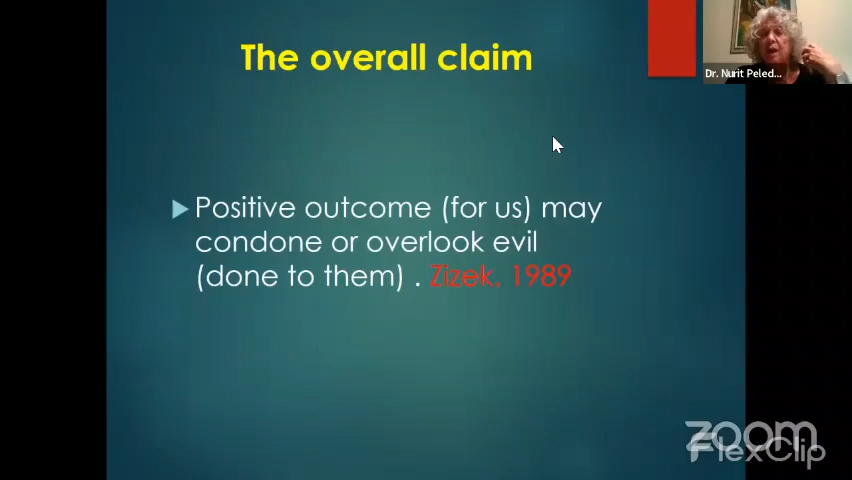 The overall claim
Dr. Nurit Peled...
Positive outcome (for us) may
condone or overlook evil
(done to them) . Zizek. 1989
zoom
FlexClip